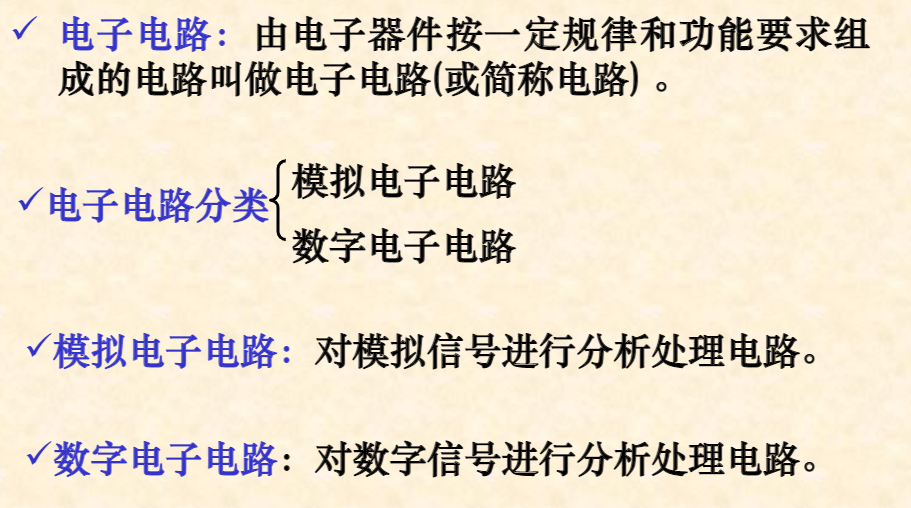 ✓ 电子电路：由电子器件按一定规律和功能要求组
成的电路叫做电子电路(或简称电路) 。
✓电子电路分类{模拟电子电路
数字电子电路
✓模拟电子电路：对模拟信号进行分析处理电路。
✓数字电子电路：对数字信号进行分析处理电路。